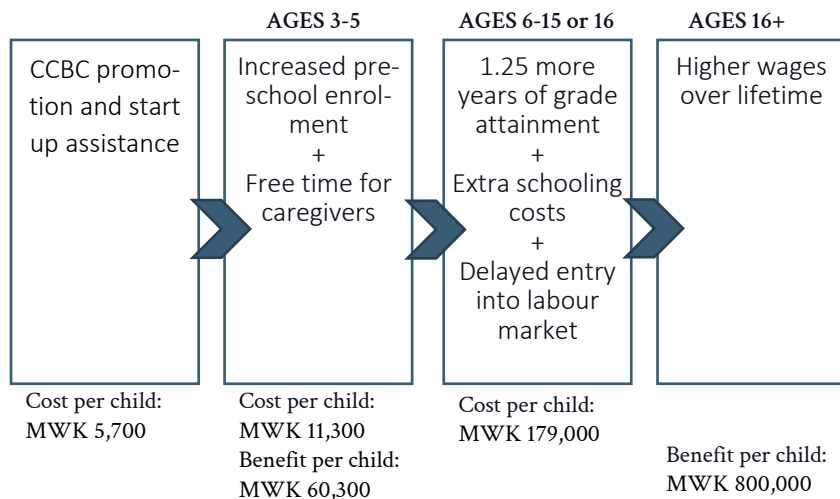 CCBC promo-
tion and start
up assistance
Cost per child:
MWK 5,700
AGES 3-5
Increased pre-
school enrol-
ment
+
Free time for
caregivers
Cost per child:
MWK 11,300
Benefit per child:
MWK 60,300
AGES 6-15 or 16
1.25 more
years of grade
attainment
+
Extra schooling
costs
+
Delayed entry
into labour
market
Cost per child:
MWK 179,000
AGES 16+
Higher wages
over lifetime
Benefit per child:
MWK 800,000